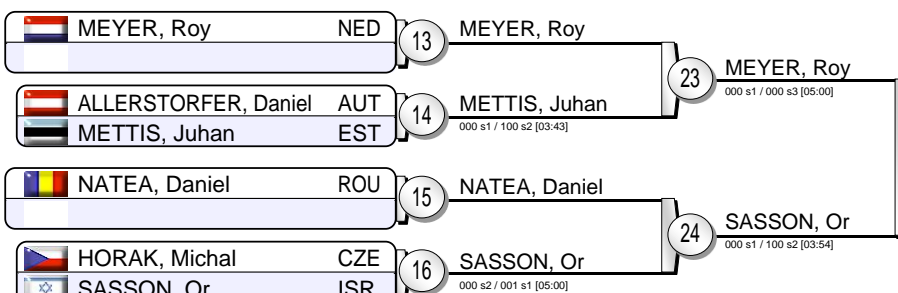 MEYER, Roy NED
13
MEYER, Roy
23
MEYER, Roy
000 s1 / 000 s3 [05:00]
ALLERSTORFER, Daniel AUT
METTIS, Juhan EST
14
METTIS, Juhan
000 s1 / 100 s2 [03:43]
NATEA, Daniel ROU
15
NATEA, Daniel
24
SASSON, Or
000 s1 / 100 s2 [03:54]
HORAK, Michal CZE
SASSON, Or ISR
16
SASSON, Or
000 s2 / 001 s1 [05:00]